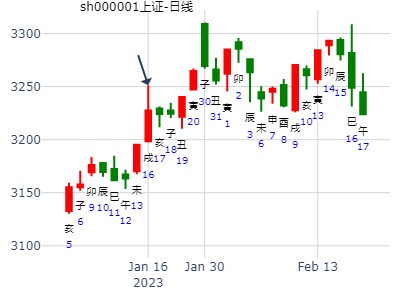 sh000001上证-日线
3300
3250
3200
3150
3100
亥
5
子
6
卯
9
辰
10
巳
11
午
12
未
13
戌
16
亥
17
子
18
丑
19
寅
20
子
30
丑
31
寅
1
卯
2
辰
3
未
6
申
7
酉
8
戌
9
亥
10
寅
13
卯
14
辰
15
巳
16
午
17
Jan 16
2023
Jan 30
Feb 13